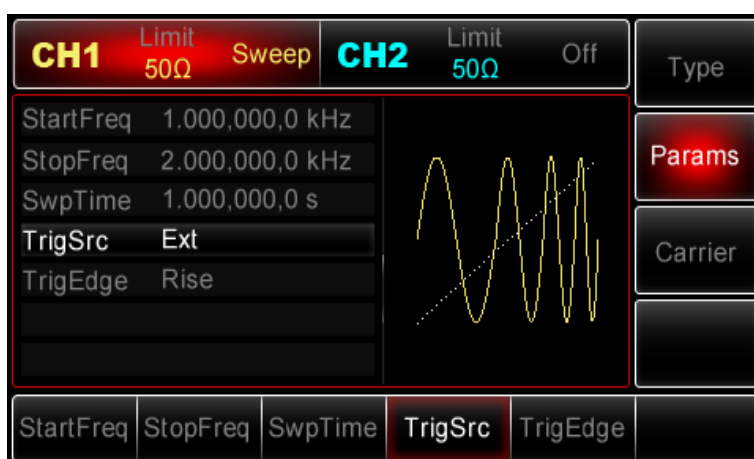 CH1 Limit 50Ω Sweep CH2 Limit 50Ω Off
StartFreq 1.000,000,0 kHz
StopFreq 2.000,000,0 kHz
SwpTime 1.000,000,0 s
TrigSrc Ext
TrigEdge Rise
Type
Params
Carrier
StartFreq StopFreq SwpTime TrigSrc TrigEdge